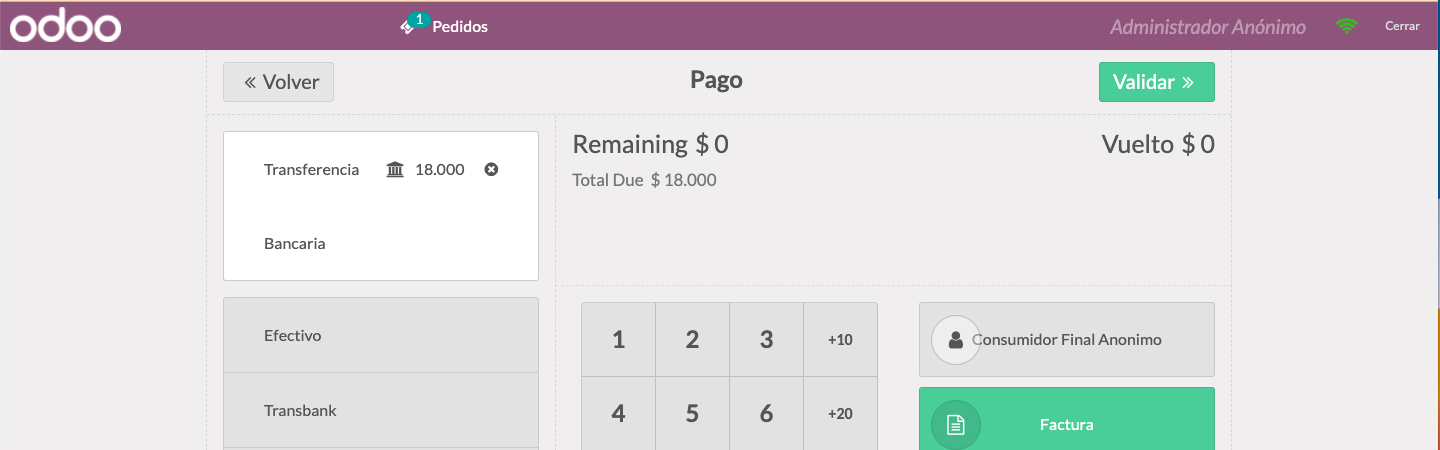 odoo
1
Pedidos
Administrador Anónimo
Cerrar
Volver
Pago
Validar
Transferencia 18.000
Bancaria
Remaining $ 0
Vuelto $ 0
Total Due $ 18.000
Efectivo
Transbank
1 2 3 +10
4 5 6 +20
Consumidor Final Anonimo
Factura